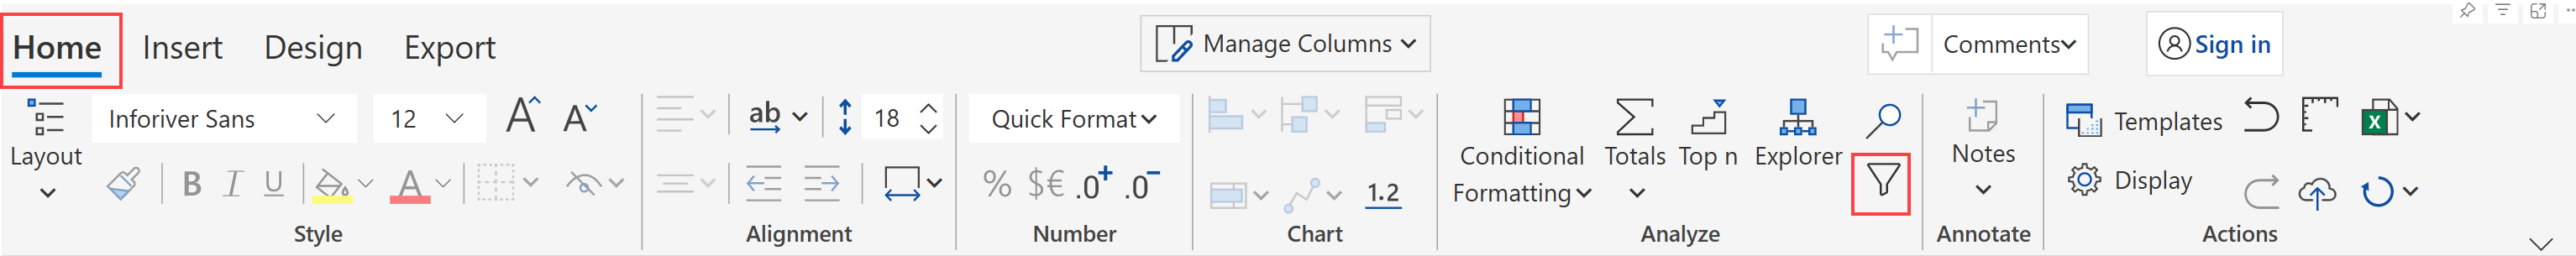 Home Insert Design Export Manage Columns Comments Sign in
Inforiver Sans 12 A A ab 18 Quick Format Templates
Layout Conditional Totals Top n Explorer Notes
Formatting Display
B I U A % $€ .0+ .0- 1.2
Style Alignment Number Chart Analyze Annotate Actions